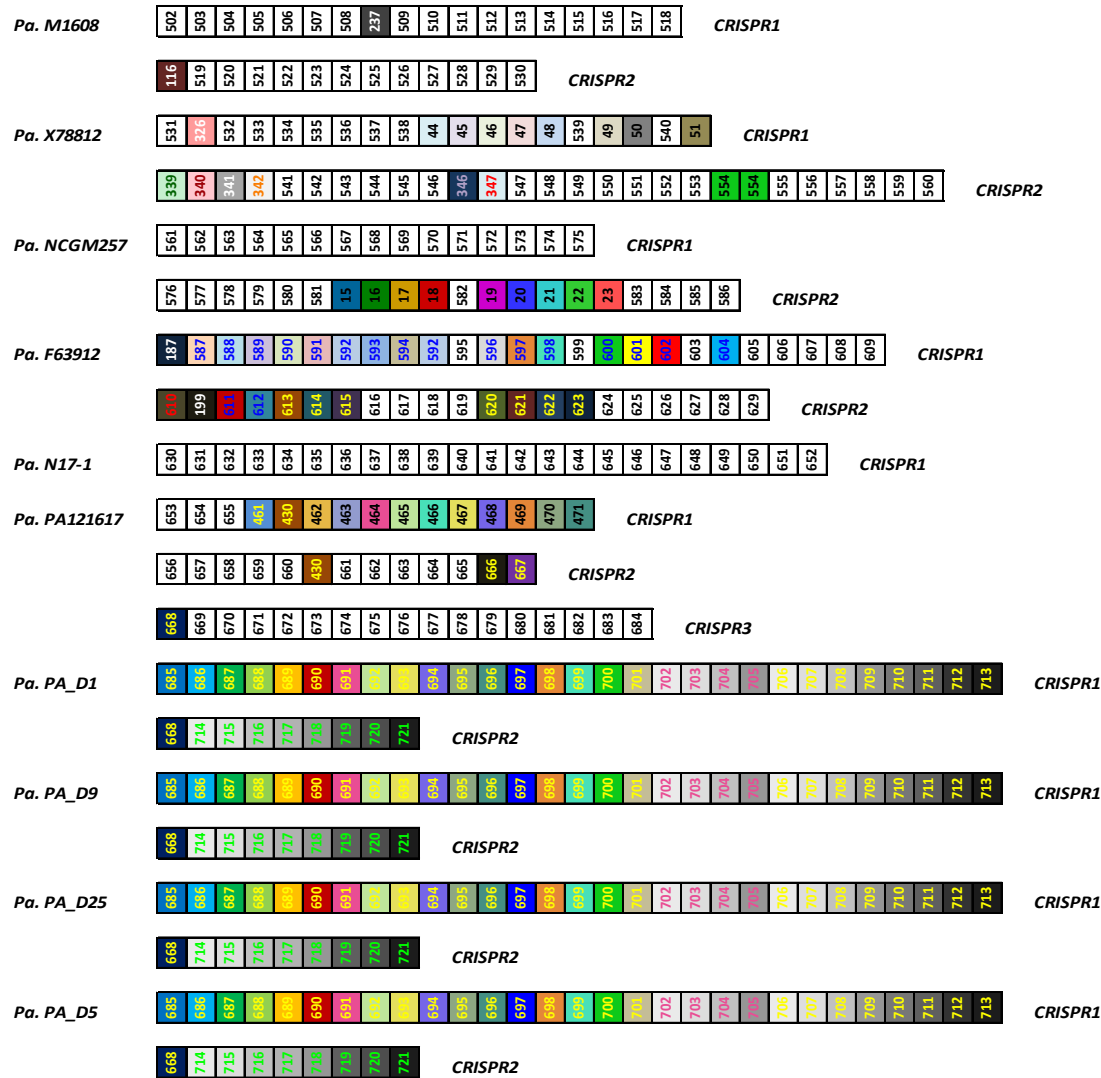 Pa. M1608 502 503 504 505 506 507 508 237 509 510 511 512 513 514 515 516 517 518 CRISPR1
116 519 520 521 522 523 524 525 526 527 528 529 530 CRISPR2
Pa. X78812 531 326 532 533 534 535 536 537 538 44 45 46 47 48 539 49 50 540 51 CRISPR1
339 340 341 342 541 542 543 544 545 546 346 347 547 548 549 550 551 552 553 554 554 555 556 557 558 559 560 CRISPR2
Pa. NCGM257 561 562 563 564 565 566 567 568 569 570 571 572 573 574 575 CRISPR1
576 577 578 579 580 581 15 16 17 18 582 19 20 21 22 23 583 584 585 586 CRISPR2
Pa. F63912 187 587 588 589 590 591 592 593 594 592 595 596 597 598 599 600 601 602 603 604 605 606 607 608 609 CRISPR1
610 199 611 612 613 614 615 616 617 618 619 620 621 622 623 624 625 626 627 628 629 CRISPR2
Pa. N17-1 630 631 632 633 634 635 636 637 638 639 640 641 642 643 644 645 646 647 648 649 650 651 652 CRISPR1
Pa. PA121617 653 654 655 461 430 462 463 464 465 466 467 468 469 470 471 CRISPR1
656 657 658 659 660 430 661 662 663 664 665 666 667 CRISPR2
668 669 670 671 672 673 674 675 676 677 678 679 680 681 682 683 684 CRISPR3
Pa. PA_D1 685 686 687 688 689 690 691 692 693 694 695 696 697 698 699 700 701 702 703 704 705 706 707 708 709 710 711 712 713 CRISPR1
668 714 715 716 717 718 719 720 721 CRISPR2
Pa. PA_D9 685 686 687 688 689 690 691 692 693 694 695 696 697 698 699 700 701 702 703 704 705 706 707 708 709 710 711 712 713 CRISPR1
668 714 715 716 717 718 719 720 721 CRISPR2
Pa. PA_D25 685 686 687 688 689 690 691 692 693 694 695 696 697 698 699 700 701 702 703 704 705 706 707 708 709 710 711 712 713 CRISPR1
668 714 715 716 717 718 719 720 721 CRISPR2
Pa. PA_D5 685 686 687 688 689 690 691 692 693 694 695 696 697 698 699 700 701 702 703 704 705 706 707 708 709 710 711 712 713 CRISPR1
668 714 715 716 717 718 719 720 721 CRISPR2